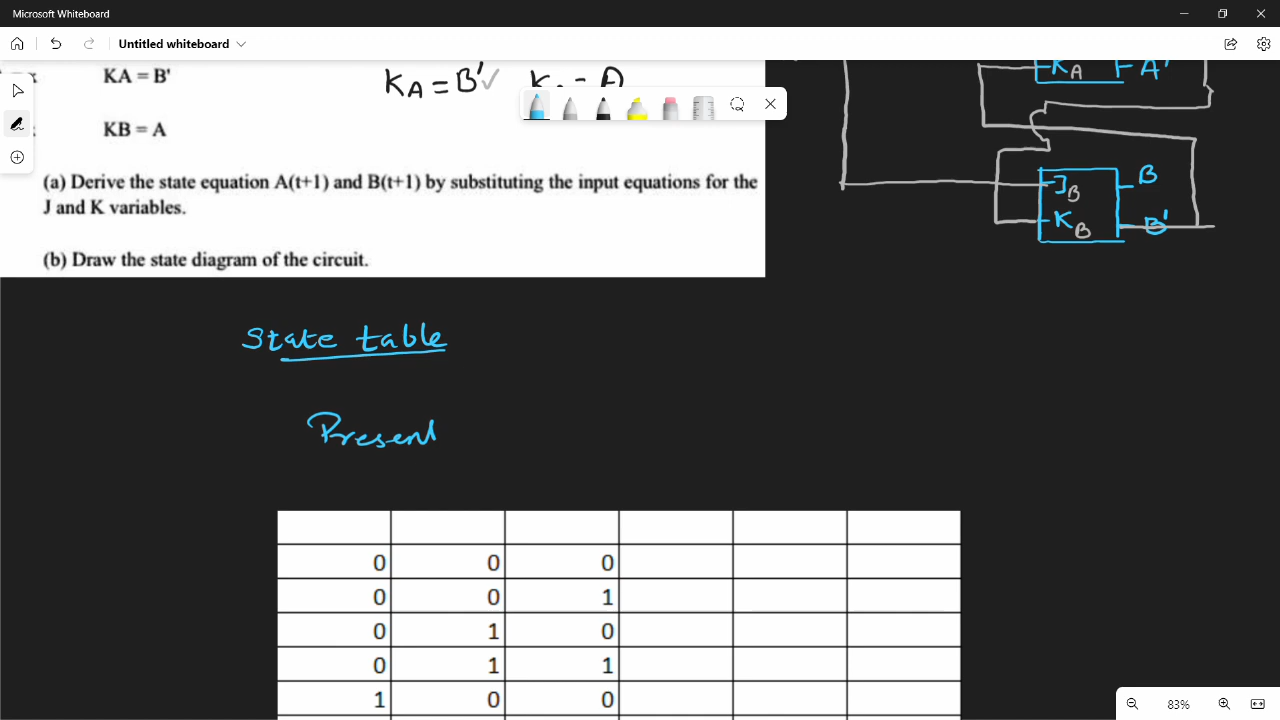 Microsoft Whiteboard
Untitled whiteboard
KA = B'
KA = B' ✓ = A
KB = A
(a) Derive the state equation A(t+1) and B(t+1) by substituting the input equations for the
J and K variables.
(b) Draw the state diagram of the circuit.
KA A'
JB B
KB B'
State table
Present
0 0 0
0 0 1
0 1 0
0 1 1
1 0 0
83%